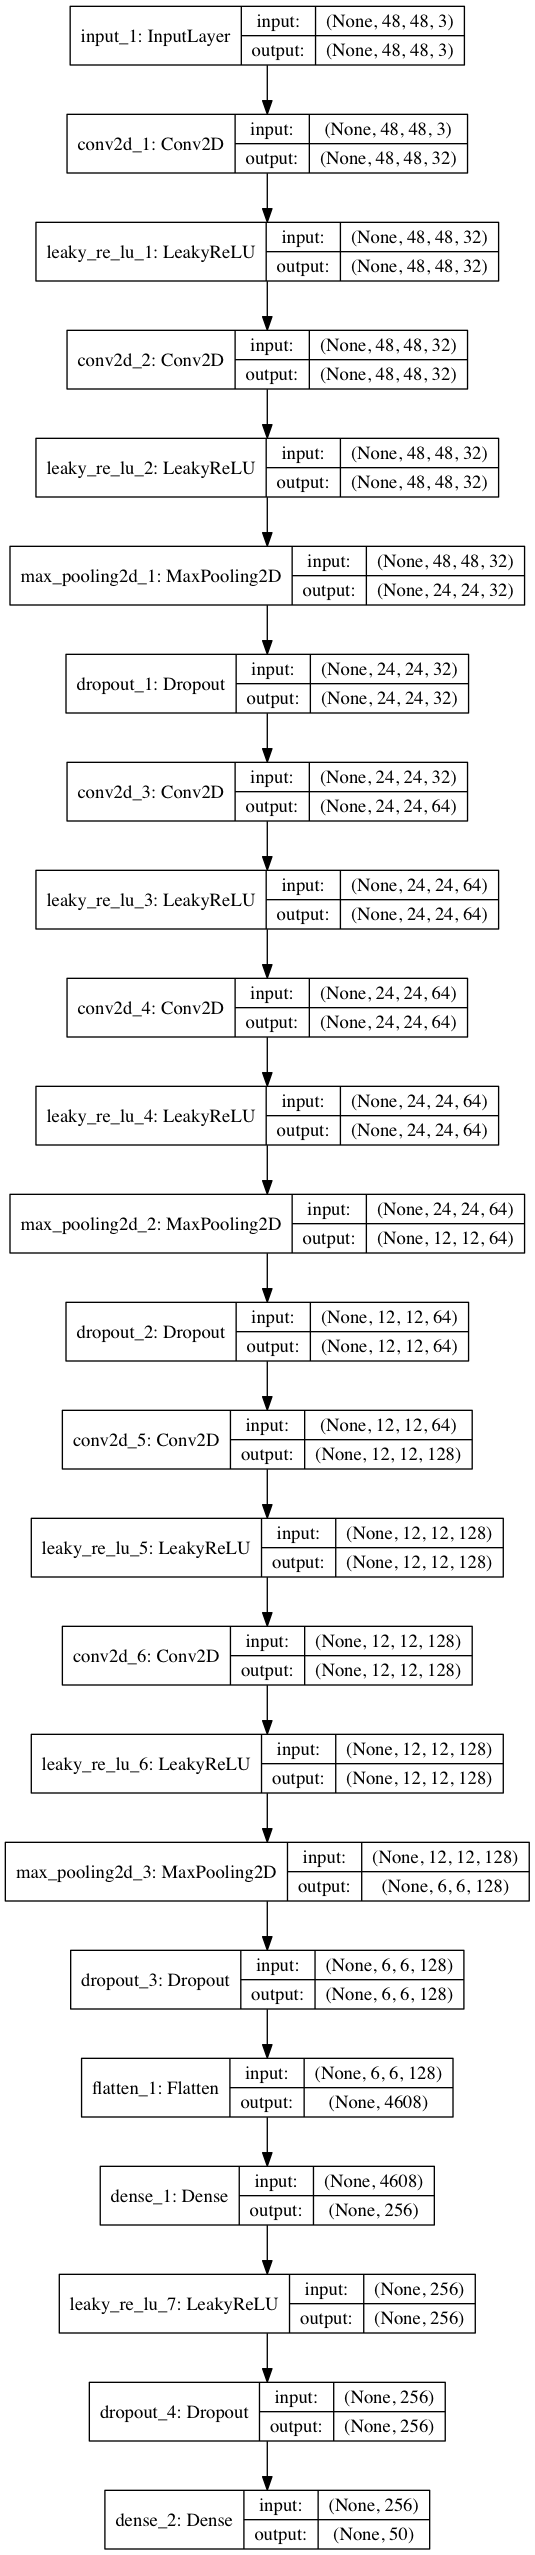 input_1: InputLayer
input: (None, 48, 48, 3)
output: (None, 48, 48, 3)
conv2d_1: Conv2D
input: (None, 48, 48, 3)
output: (None, 48, 48, 32)
leaky_re_lu_1: LeakyReLU
input: (None, 48, 48, 32)
output: (None, 48, 48, 32)
conv2d_2: Conv2D
input: (None, 48, 48, 32)
output: (None, 48, 48, 32)
leaky_re_lu_2: LeakyReLU
input: (None, 48, 48, 32)
output: (None, 48, 48, 32)
max_pooling2d_1: MaxPooling2D
input: (None, 48, 48, 32)
output: (None, 24, 24, 32)
dropout_1: Dropout
input: (None, 24, 24, 32)
output: (None, 24, 24, 32)
conv2d_3: Conv2D
input: (None, 24, 24, 32)
output: (None, 24, 24, 64)
leaky_re_lu_3: LeakyReLU
input: (None, 24, 24, 64)
output: (None, 24, 24, 64)
conv2d_4: Conv2D
input: (None, 24, 24, 64)
output: (None, 24, 24, 64)
leaky_re_lu_4: LeakyReLU
input: (None, 24, 24, 64)
output: (None, 24, 24, 64)
max_pooling2d_2: MaxPooling2D
input: (None, 24, 24, 64)
output: (None, 12, 12, 64)
dropout_2: Dropout
input: (None, 12, 12, 64)
output: (None, 12, 12, 64)
conv2d_5: Conv2D
input: (None, 12, 12, 64)
output: (None, 12, 12, 128)
leaky_re_lu_5: LeakyReLU
input: (None, 12, 12, 128)
output: (None, 12, 12, 128)
conv2d_6: Conv2D
input: (None, 12, 12, 128)
output: (None, 12, 12, 128)
leaky_re_lu_6: LeakyReLU
input: (None, 12, 12, 128)
output: (None, 12, 12, 128)
max_pooling2d_3: MaxPooling2D
input: (None, 12, 12, 128)
output: (None, 6, 6, 128)
dropout_3: Dropout
input: (None, 6, 6, 128)
output: (None, 6, 6, 128)
flatten_1: Flatten
input: (None, 6, 6, 128)
output: (None, 4608)
dense_1: Dense
input: (None, 4608)
output: (None, 256)
leaky_re_lu_7: LeakyReLU
input: (None, 256)
output: (None, 256)
dropout_4: Dropout
input: (None, 256)
output: (None, 256)
dense_2: Dense
input: (None, 256)
output: (None, 50)